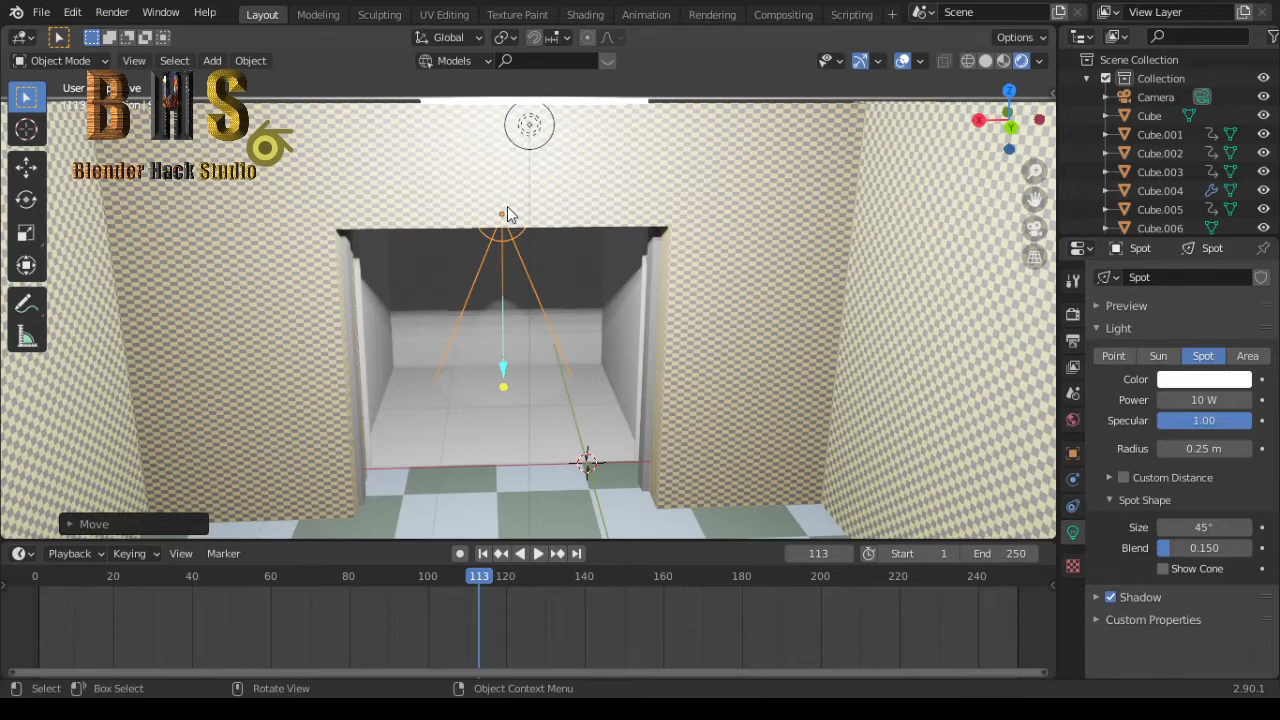 File Edit Render Window Help Layout Modeling Sculpting UV Editing Texture Paint Shading Animation Rendering Compositing Scripting + Scene View Layer
Global Options
Object Mode View Select Add Object Models
Scene Collection
Collection
Camera
Cube
Cube.001
Cube.002
Cube.003
Cube.004
Cube.005
Cube.006
User
BHS
Blender Hack Studio
Z
X
Y
Spot Spot
Spot
Preview
Light
Point Sun Spot Area
Color
Power 10 W
Specular 1.00
Radius 0.25 m
Custom Distance
Spot Shape
Size 45°
Blend 0.150
Show Cone
Shadow
Custom Properties
Move
Playback Keying View Marker 113 Start 1 End 250
0 20 40 60 80 100 113 120 140 160 180 200 220 240
Select Box Select Rotate View Object Context Menu 2.90.1